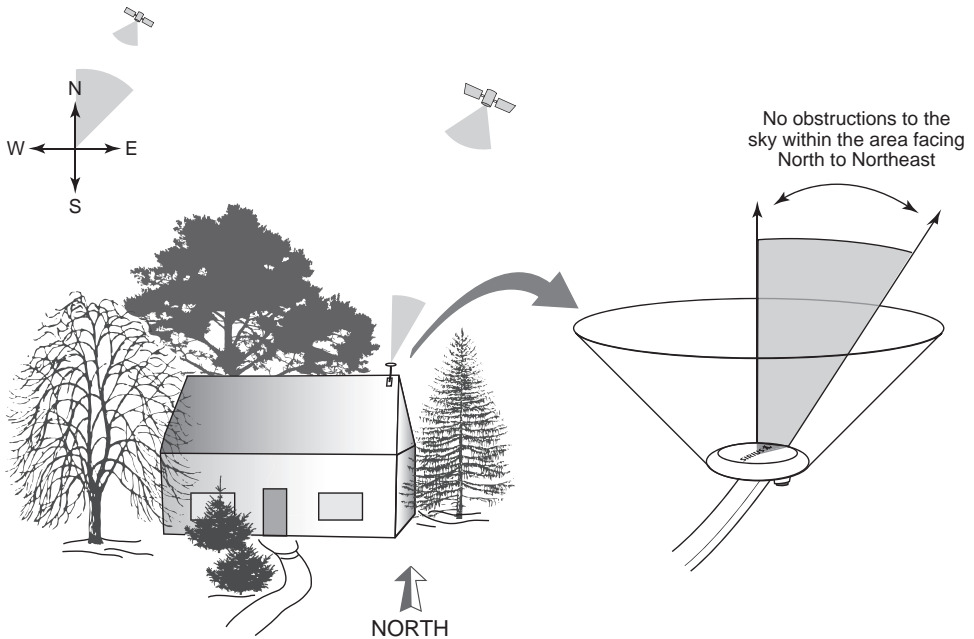 N
W
E
S
No obstructions to the
sky within the area facing
North to Northeast
NORTH